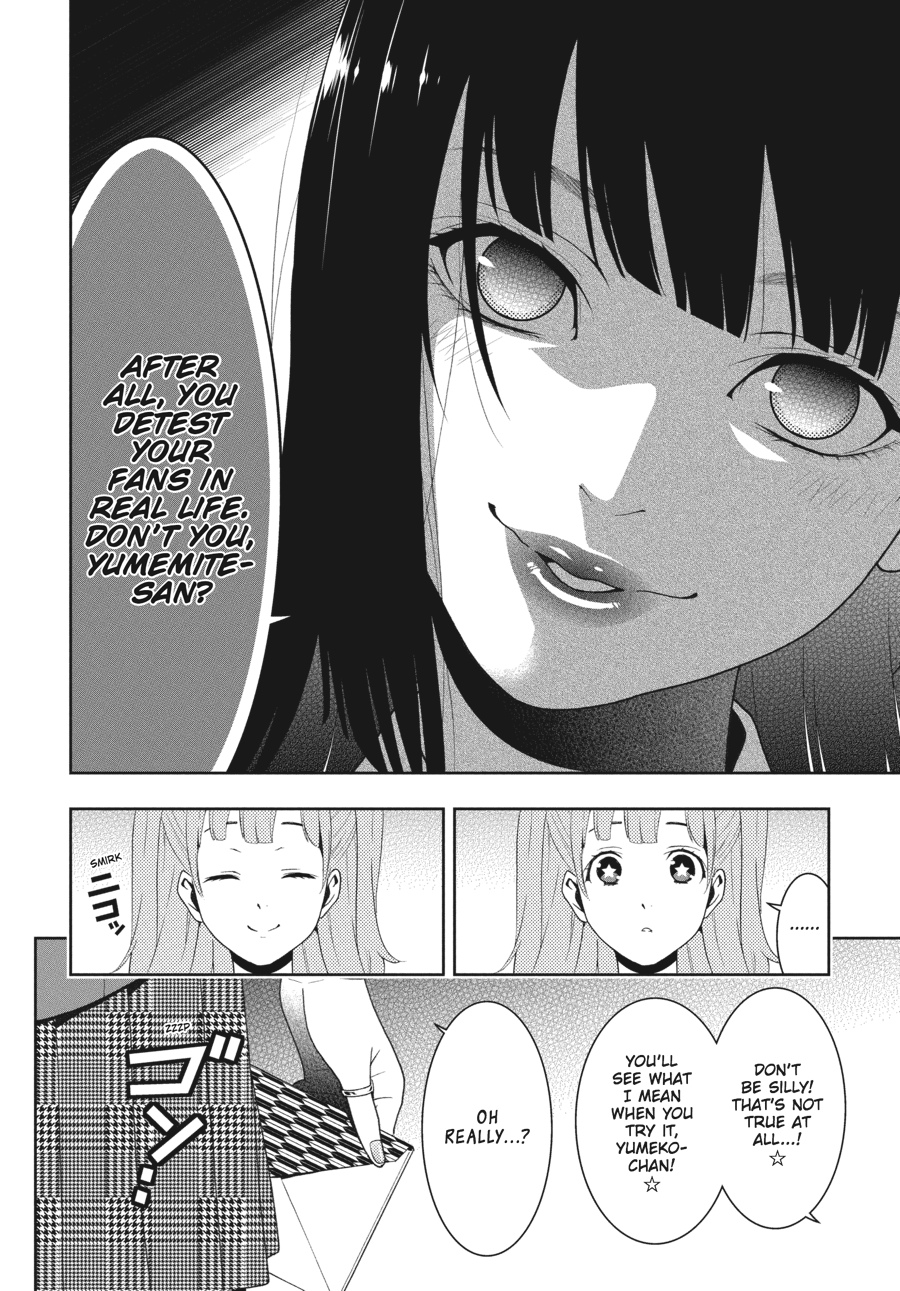 AFTER
ALL, YOU
DETEST
YOUR
FANS IN
REAL LIFE.
DON'T YOU,
YUMEMITE-
SAN?
......
SMIRK
ニコッ
DON'T
BE SILLY!
THAT'S NOT
TRUE AT
ALL...!
☆
YOU'LL
SEE WHAT
I MEAN
WHEN YOU
TRY IT,
YUMEKO-
CHAN!
☆
OH
REALLY...?
ZZZP
ズッ